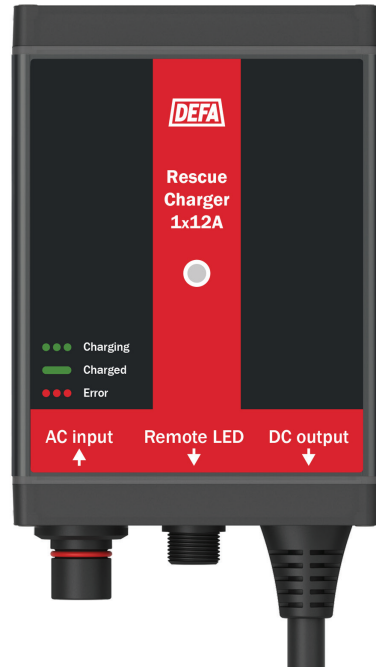 DEFA
Rescue
Charger
1x12A
Charging
Charged
Error
AC input
Remote LED
DC output